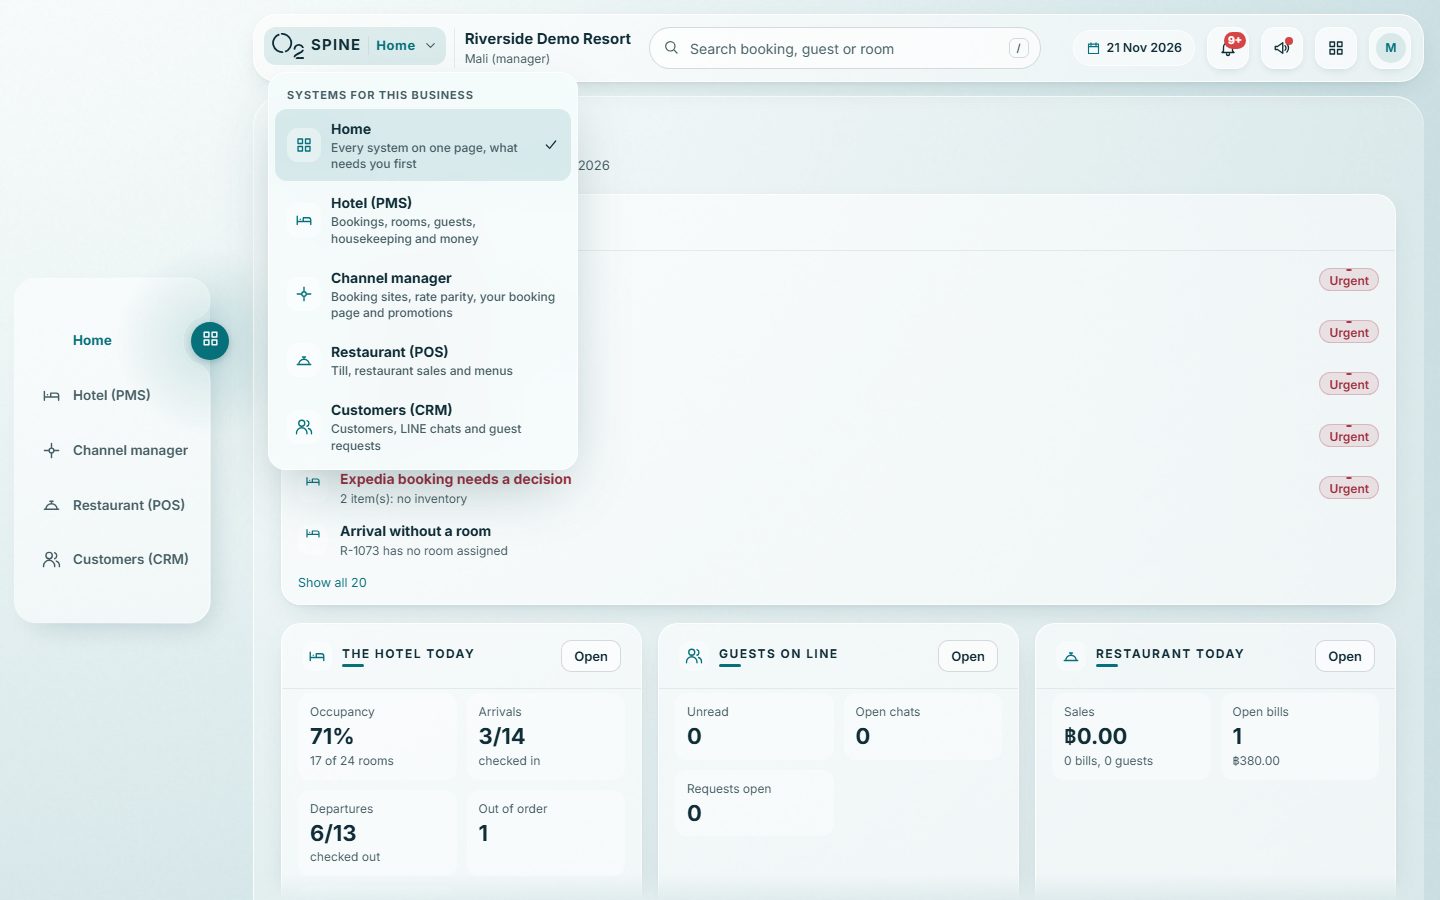 O2 SPINE Home
Riverside Demo Resort
Mali (manager)
Search booking, guest or room
/
21 Nov 2026
9+
M
SYSTEMS FOR THIS BUSINESS
Home
Every system on one page, what
needs you first
Hotel (PMS)
Bookings, rooms, guests,
housekeeping and money
Channel manager
Booking sites, rate parity, your booking
page and promotions
Restaurant (POS)
Till, restaurant sales and menus
Customers (CRM)
Customers, LINE chats and guest
requests
Home
Hotel (PMS)
Channel manager
Restaurant (POS)
Customers (CRM)
2026
Urgent
Urgent
Urgent
Urgent
Expedia booking needs a decision
2 item(s): no inventory
Urgent
Arrival without a room
R-1073 has no room assigned
Show all 20
THE HOTEL TODAY
Open
Occupancy
71%
17 of 24 rooms
Arrivals
3/14
checked in
Departures
6/13
checked out
Out of order
1
GUESTS ON LINE
Open
Unread
0
Open chats
0
Requests open
0
RESTAURANT TODAY
Open
Sales
฿0.00
0 bills, 0 guests
Open bills
1
฿380.00